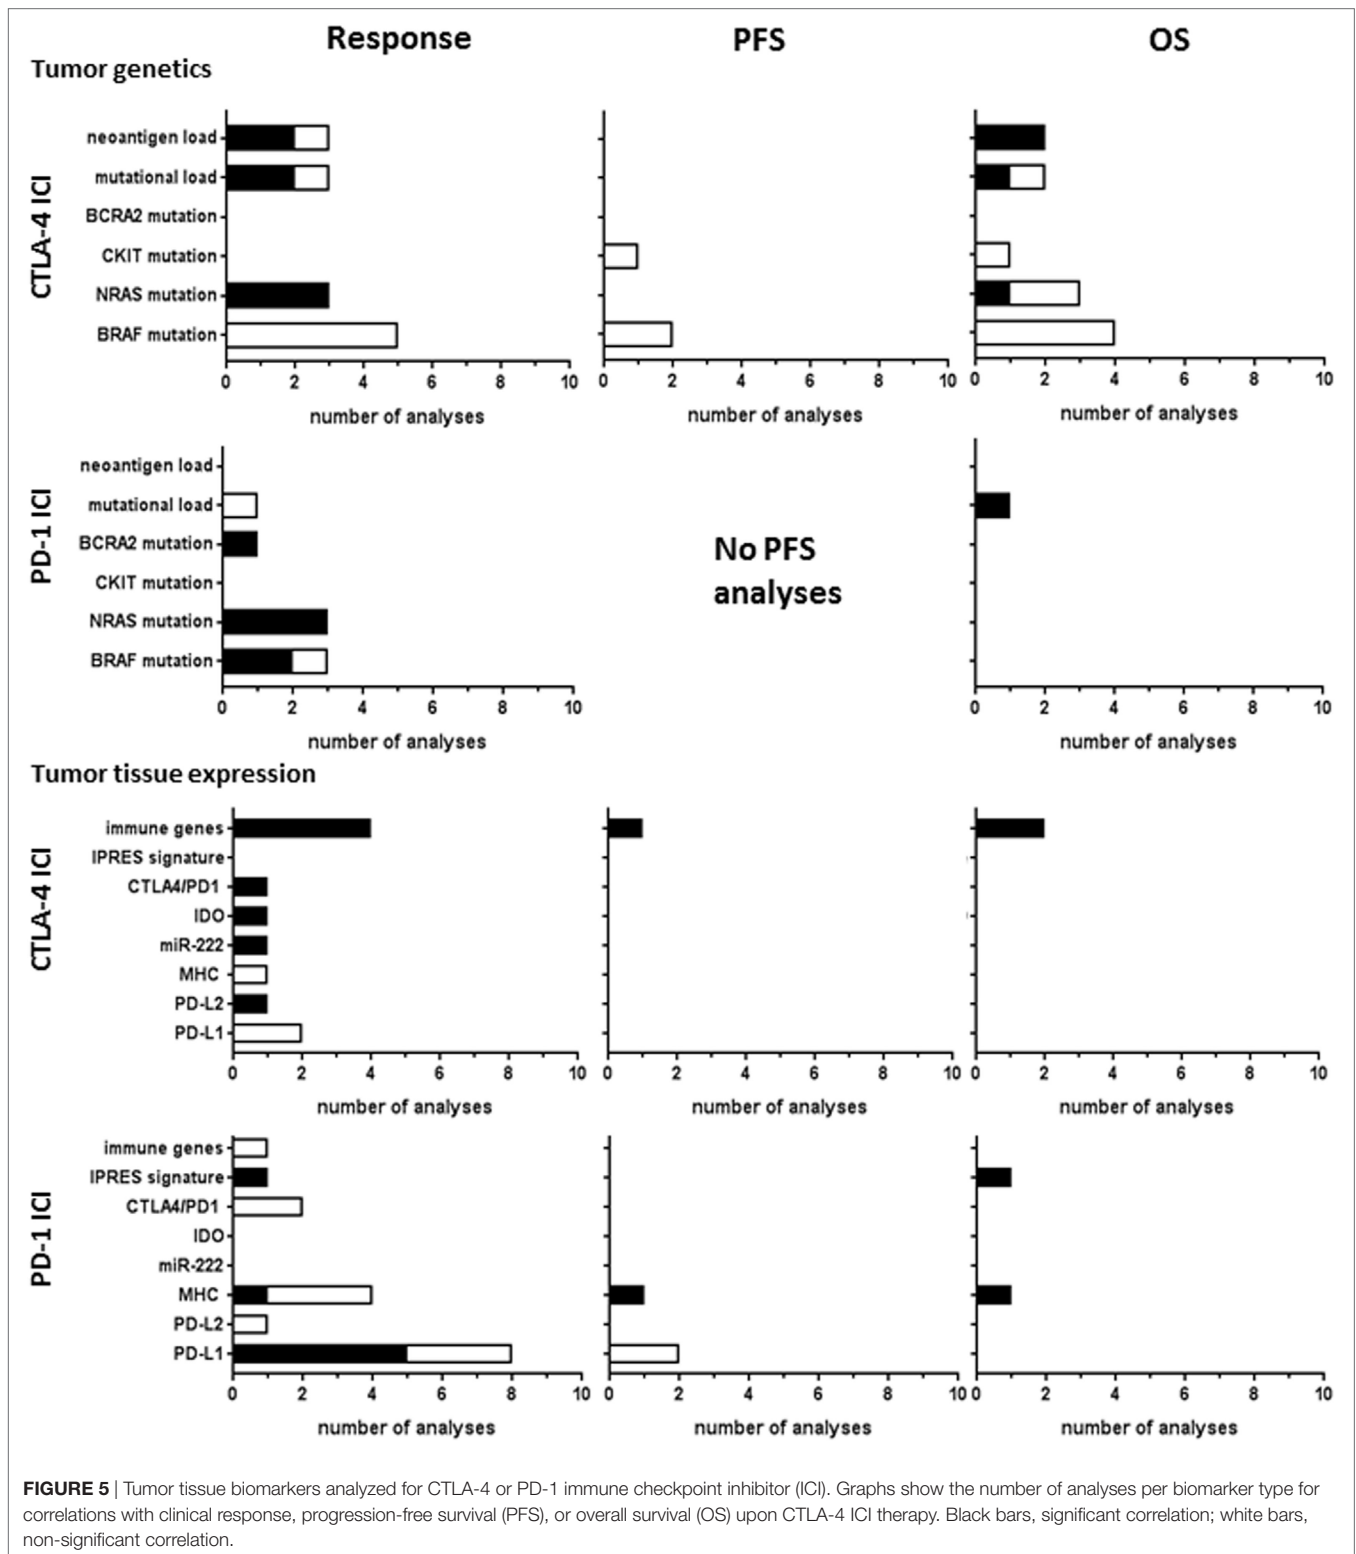 Response PFS OS
Tumor genetics
CTLA-4 ICI
neoantigen load
mutational load
BCRA2 mutation
CKIT mutation
NRAS mutation
BRAF mutation
0 2 4 6 8 10
number of analyses
0 2 4 6 8 10
number of analyses
0 2 4 6 8 10
number of analyses
PD-1 ICI
neoantigen load
mutational load
BCRA2 mutation
CKIT mutation
NRAS mutation
BRAF mutation
0 2 4 6 8 10
number of analyses
No PFS
analyses
0 2 4 6 8 10
number of analyses
Tumor tissue expression
CTLA-4 ICI
immune genes
IPRES signature
CTLA4/PD1
IDO
miR-222
MHC
PD-L2
PD-L1
0 2 4 6 8 10
number of analyses
0 2 4 6 8 10
number of analyses
0 2 4 6 8 10
number of analyses
PD-1 ICI
immune genes
IPRES signature
CTLA4/PD1
IDO
miR-222
MHC
PD-L2
PD-L1
0 2 4 6 8 10
number of analyses
0 2 4 6 8 10
number of analyses
0 2 4 6 8 10
number of analyses
FIGURE 5 | Tumor tissue biomarkers analyzed for CTLA-4 or PD-1 immune checkpoint inhibitor (ICI). Graphs show the number of analyses per biomarker type for
correlations with clinical response, progression-free survival (PFS), or overall survival (OS) upon CTLA-4 ICI therapy. Black bars, significant correlation; white bars,
non-significant correlation.